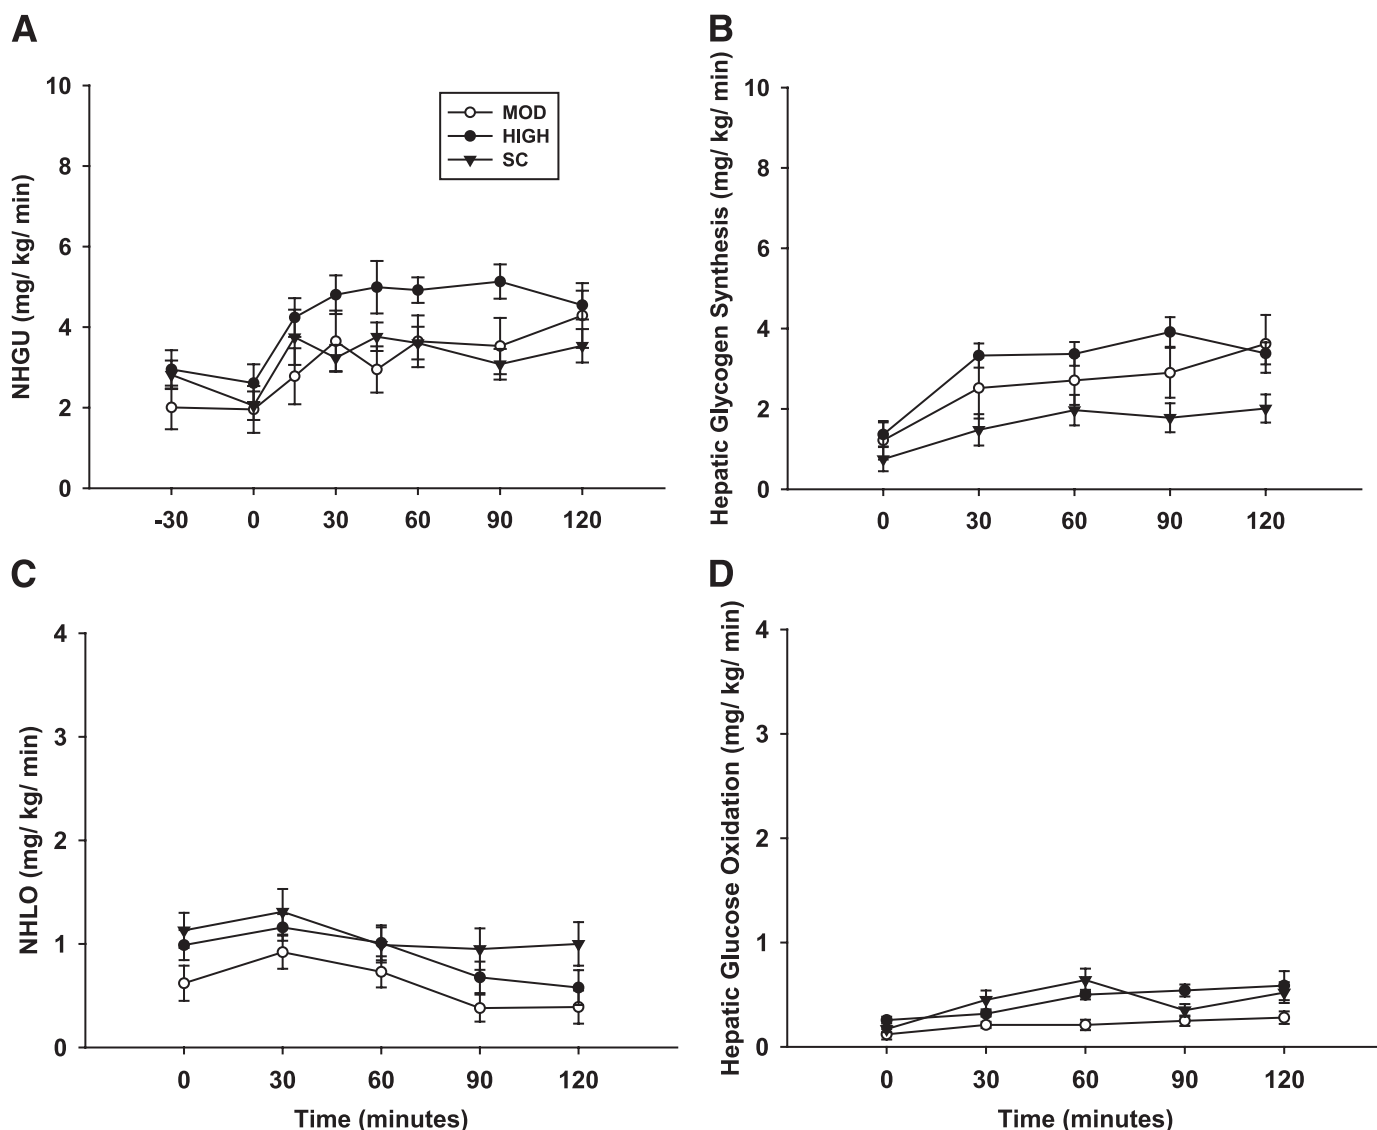 A
NHGU (mg/ kg/ min)
10
8
6
4
2
0
-30 0 30 60 90 120
MOD
HIGH
SC
B
Hepatic Glycogen Synthesis (mg/ kg/ min)
10
8
6
4
2
0
0 30 60 90 120
C
NHLO (mg/ kg/ min)
4
3
2
1
0
0 30 60 90 120
Time (minutes)
D
Hepatic Glucose Oxidation (mg/ kg/ min)
4
3
2
1
0
0 30 60 90 120
Time (minutes)